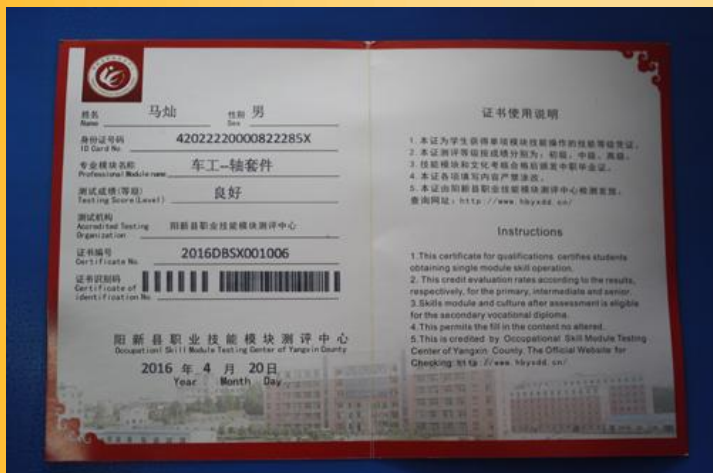 姓名 马灿 性别 男
Name Sex
身份证号码 42022220000822285X
ID Card No
专业模块名称 车工—轴套件
Professional Module name
测试成绩(等级) 良好
Testing Score(Level)
测试机构 阳新县职业技能模块测评中心
Accredited Testing
Organization
证书编号 2016DBSX001006
Certificate No
证书识别码
Certificate of
identification No
阳新县职业技能模块测评中心
Occupational Skill Module Testing Center of Yangxin County
2016 年 4 月 20 日
Year Month Day
证书使用说明
1.本证为学生获得单项模块技能操作的技能等级凭证。
2.本证测评等级按成绩分别为:初级、中级、高级。
3.技能模块和文化考核合格后颁发中职毕业证。
4.本证各项填写内容严禁涂改。
5.本证由阳新县职业技能模块测评中心检测发放。
查询网址:http://www.hbyxdd.cn/
Instructions
1.This certificate for qualifications certifies students
obtaining single module skill operation.
2. This credit evaluation rates according to the results,
respectively, for the primary, intermediate and senior.
3.Skills module and culture after assessment is eligible
for the secondary vocational diploma.
4.This permits the fill in the content no altered.
5.This is credited by Occupational Skill Module Testing
Center of Yangxin County. The Official Website for
Checking: http://www.hbyxdd.cn/